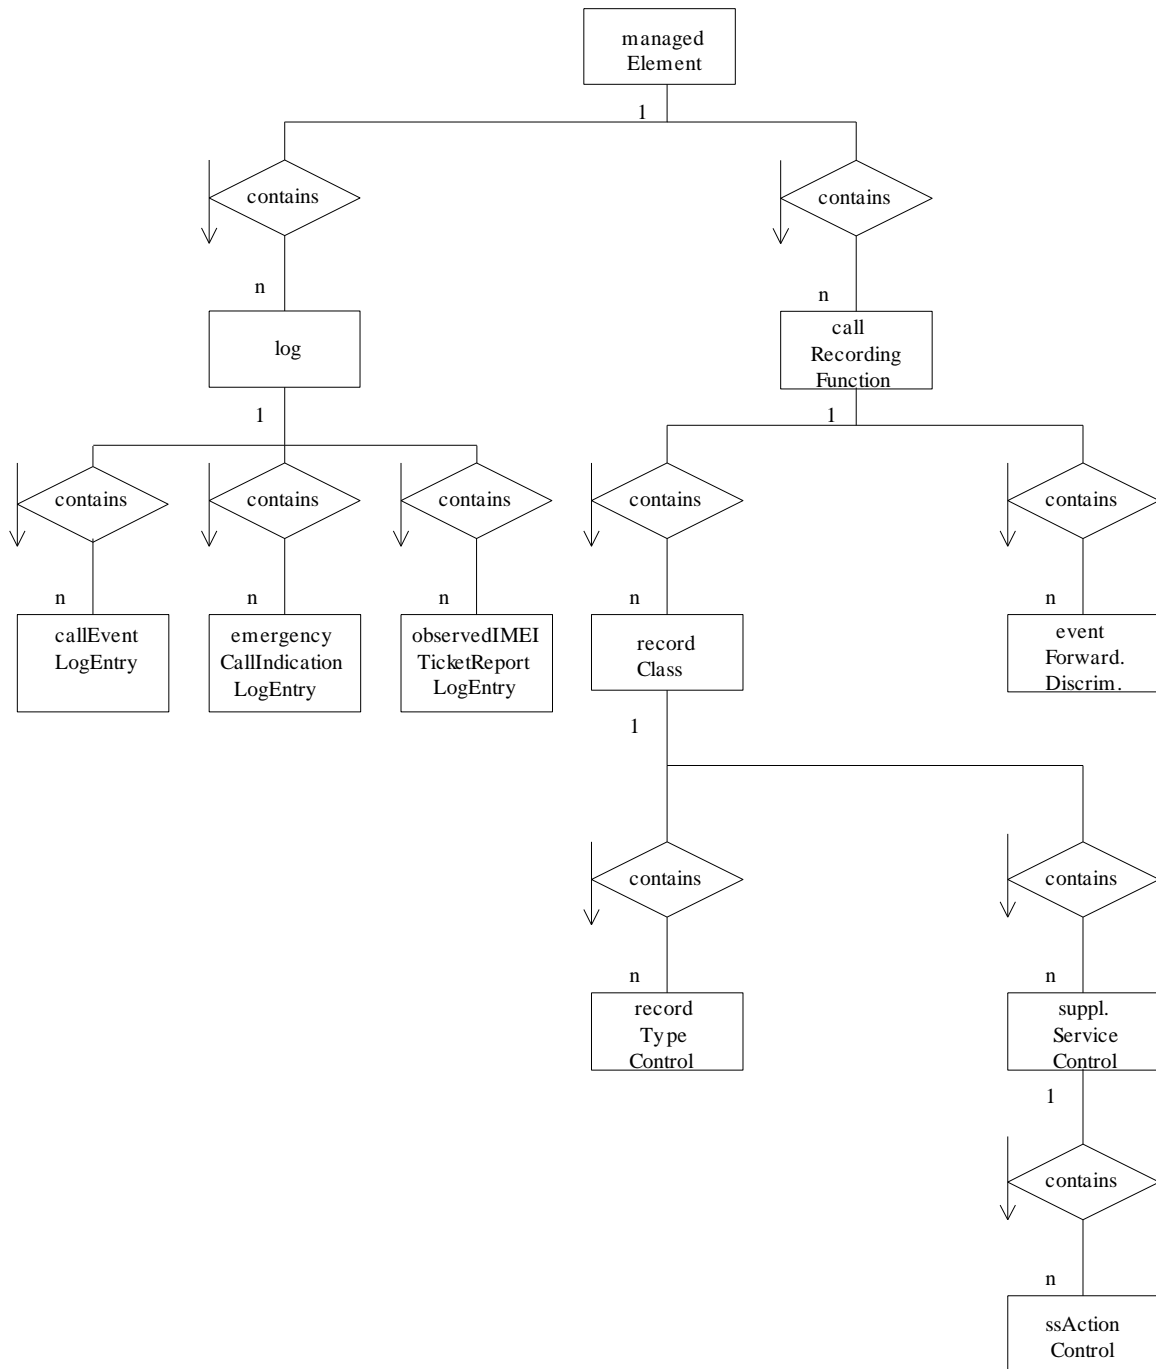 managed
Element
1
contains
contains
n
n
log
call
Recording
Function
1
1
contains
contains
contains
contains
contains
n
n
n
n
n
callEvent
LogEntry
emergency
CallIndication
LogEntry
observedIMEI
TicketReport
LogEntry
record
Class
event
Forward.
Discrim.
1
contains
contains
n
n
record
Type
Control
suppl.
Service
Control
1
contains
n
ssAction
Control